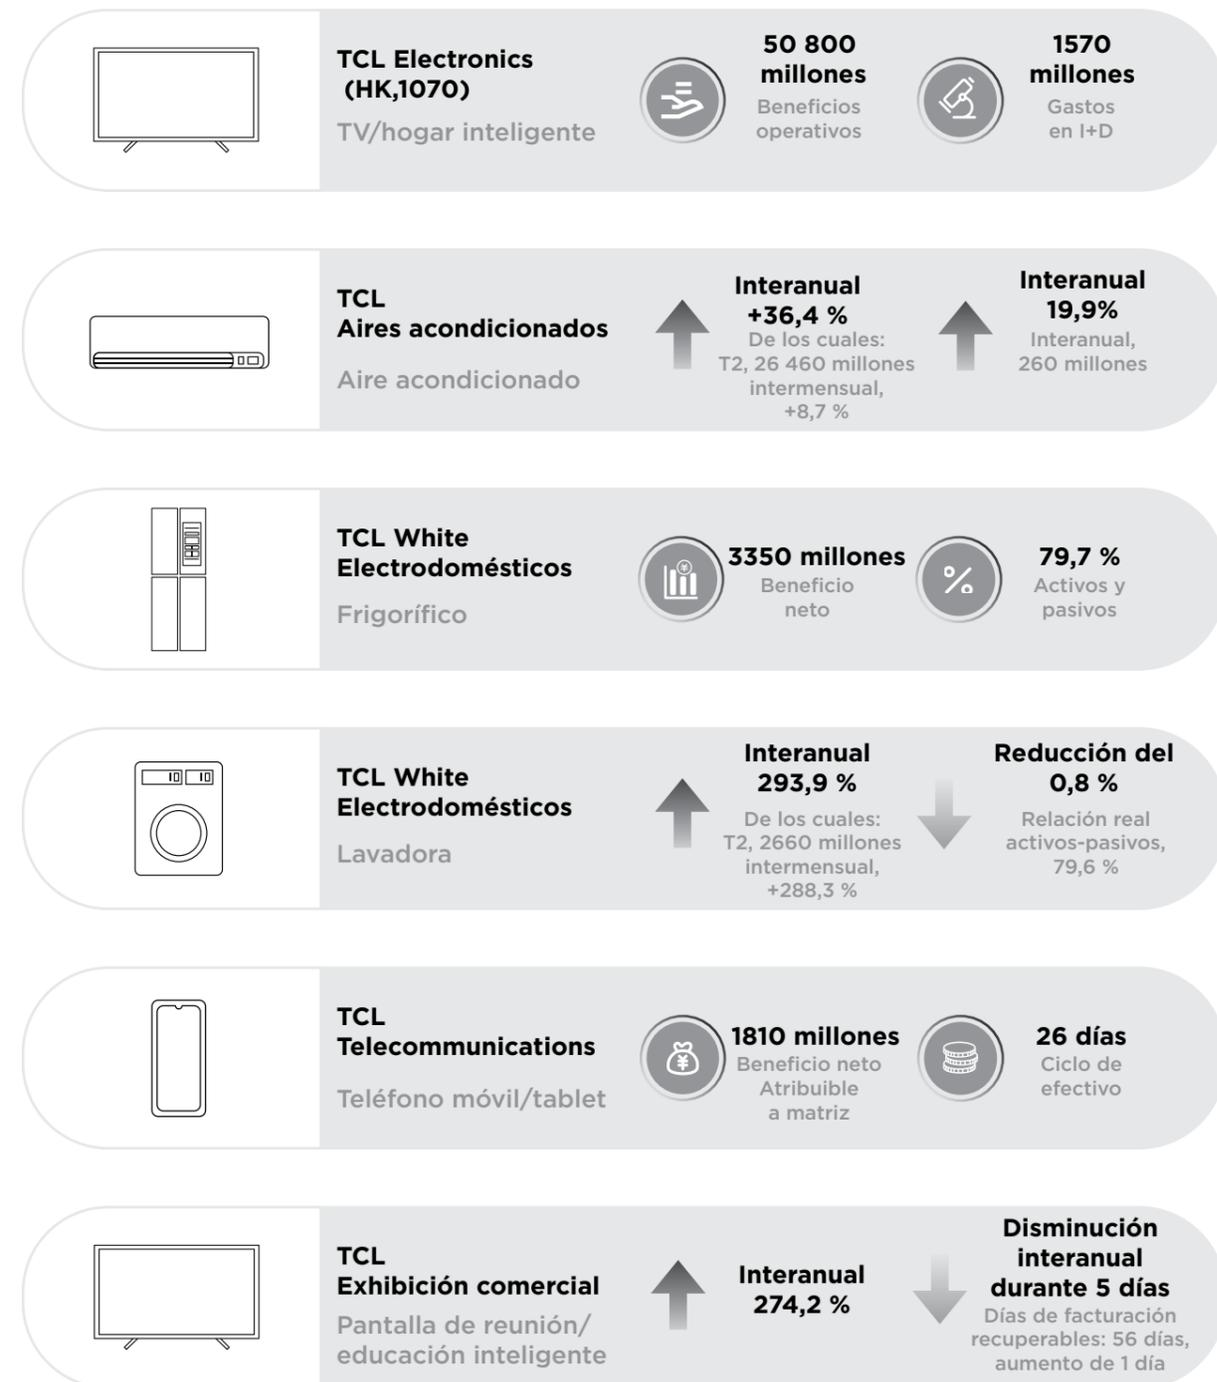 TCL Electronics
(HK,1070)
TV/hogar inteligente
50 800
millones
Beneficios
operativos
1570
millones
Gastos
en I+D
TCL
Aires acondicionados
Aire acondicionado
Interanual
+36,4 %
De los cuales:
T2, 26 460 millones
intermensual,
+8,7 %
Interanual
19,9%
Interanual,
260 millones
TCL White
Electrodomésticos
Frigorífico
3350 millones
Beneficio
neto
79,7 %
Activos y
pasivos
TCL White
Electrodomésticos
Lavadora
Interanual
293,9 %
De los cuales:
T2, 2660 millones
intermensual,
+288,3 %
Reducción del
0,8 %
Relación real
activos-pasivos,
79,6 %
TCL
Telecommunications
Teléfono móvil/tablet
1810 millones
Beneficio neto
Atribuible
a matriz
26 días
Ciclo de
efectivo
TCL
Exhibición comercial
Pantalla de reunión/
educación inteligente
Interanual
274,2 %
Disminución
interanual
durante 5 días
Días de facturación
recuperables: 56 días,
aumento de 1 día